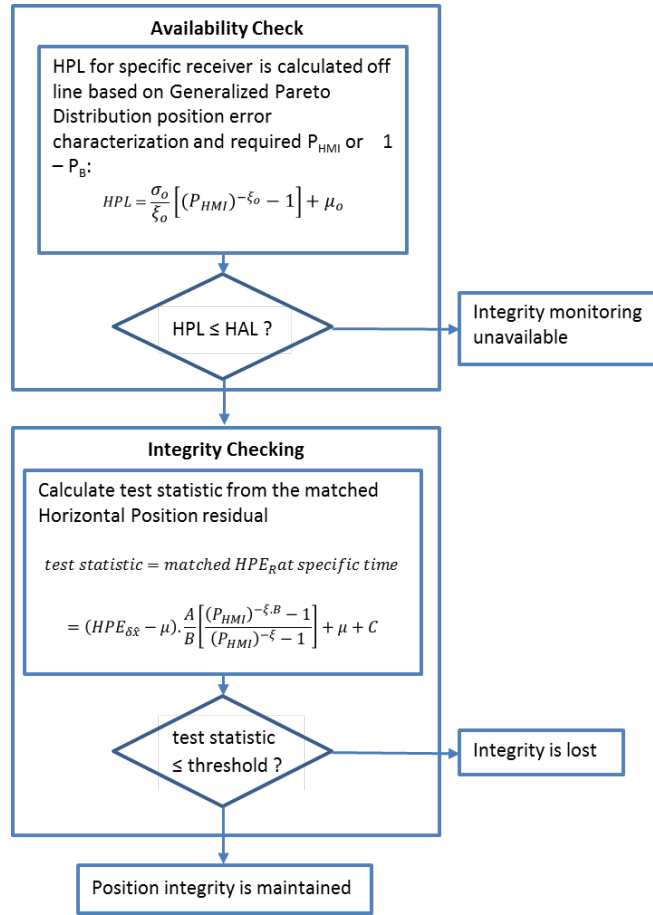 Availability Check
HPL for specific receiver is calculated off
line based on Generalized Pareto
Distribution position error
characterization and required P_HMI or 1
– P_B:
HPL = σ_o/ξ_o [(P_HMI)^{−ξ_o} − 1] + μ_o
HPL ≤ HAL ?
Integrity monitoring
unavailable
Integrity Checking
Calculate test statistic from the matched
Horizontal Position residual
test statistic = matched HPE_R at specific time
= (HPE_{δx̂} − μ). A/B [((P_HMI)^{−ξ.B} − 1)/((P_HMI)^{−ξ} − 1)] + μ + C
test statistic
≤ threshold ?
Integrity is lost
Position integrity is maintained